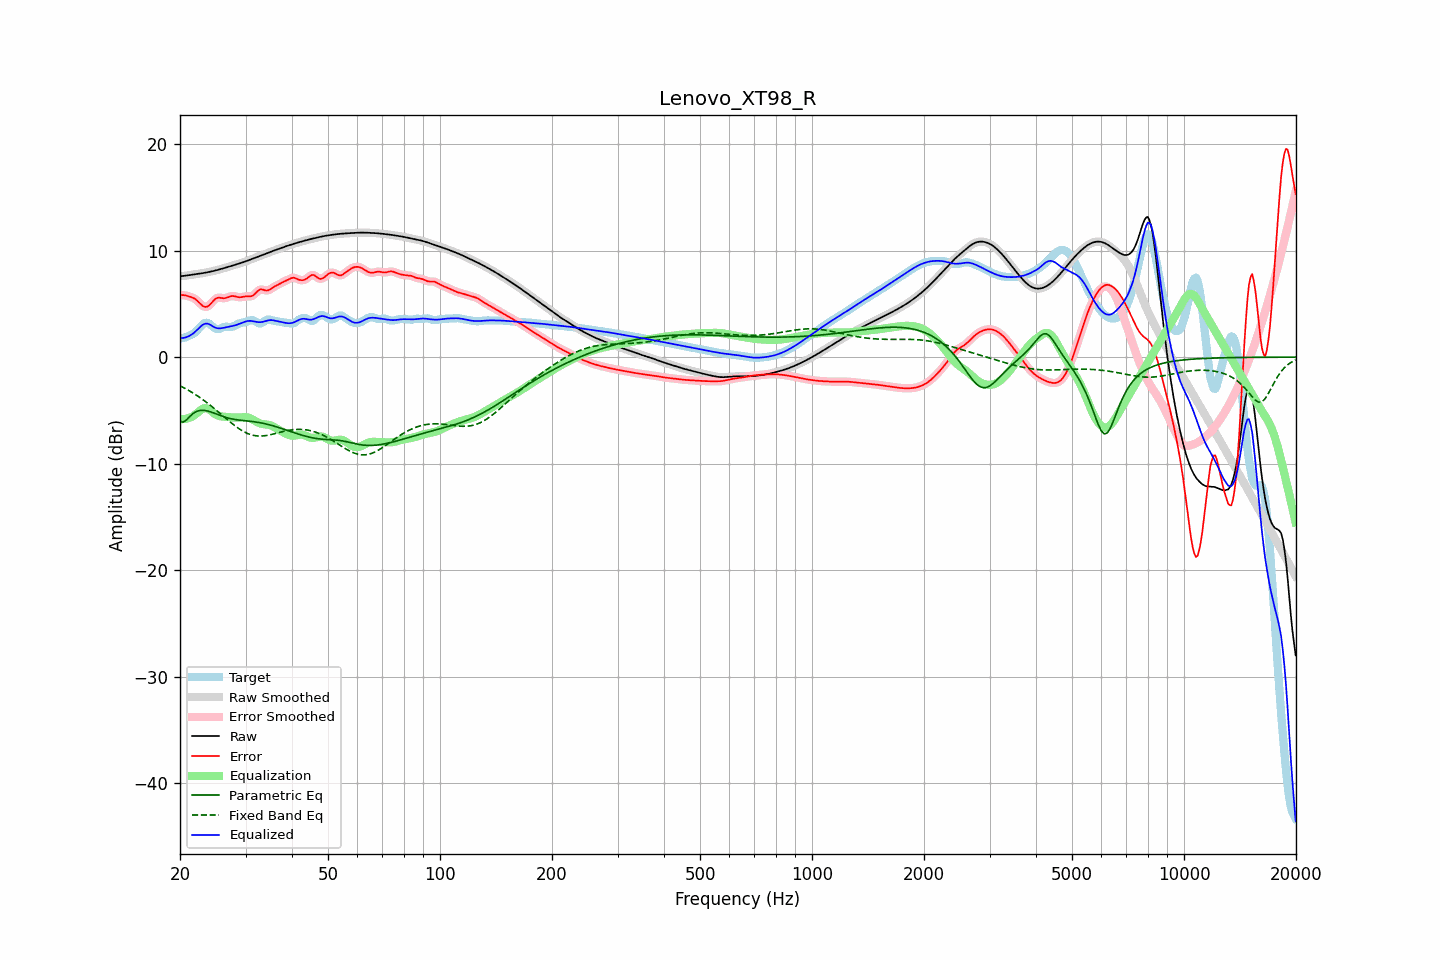 Lenovo_XT98_R
Amplitude (dBr)
20
10
0
−10
−20
−30
−40
Target
Raw Smoothed
Error Smoothed
Raw
Error
Equalization
Parametric Eq
Fixed Band Eq
Equalized
20 50 100 200 500 1000 2000 5000 10000 20000
Frequency (Hz)